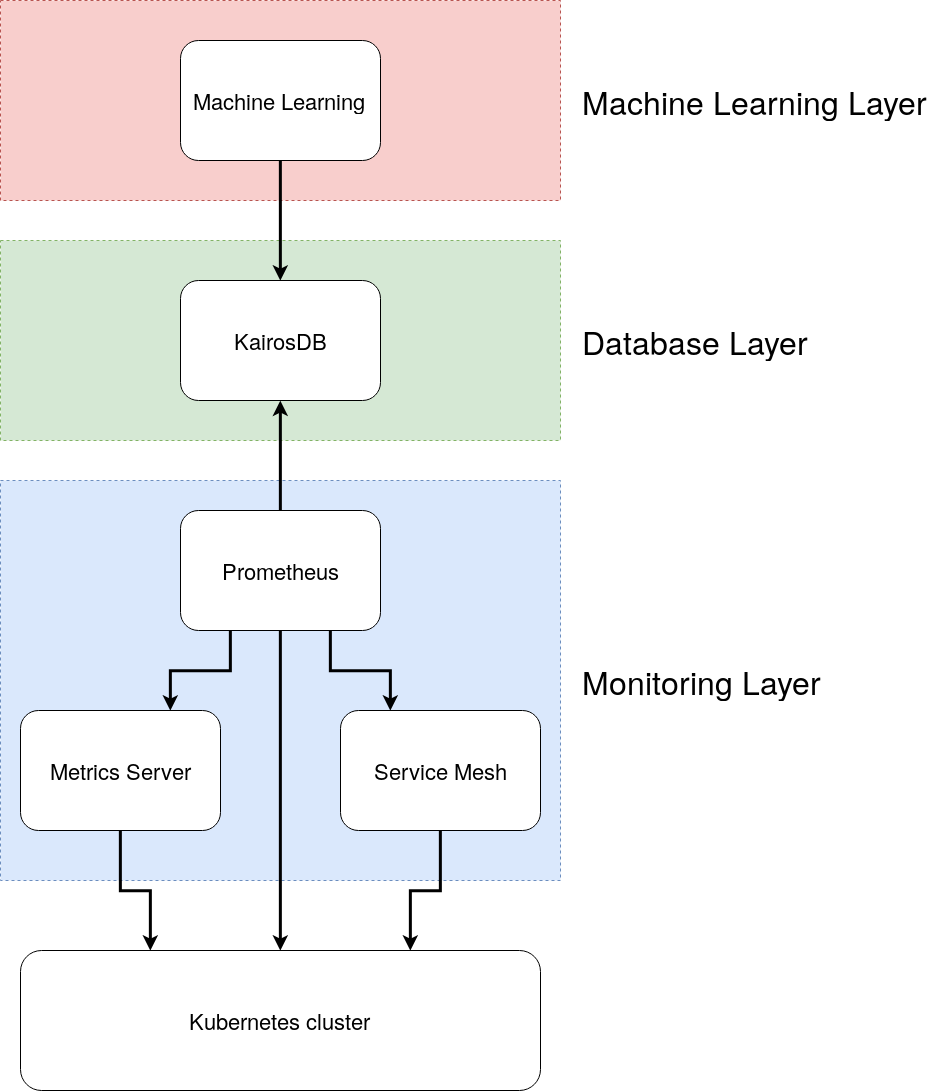 Machine Learning
Machine Learning Layer
KairosDB
Database Layer
Prometheus
Monitoring Layer
Metrics Server
Service Mesh
Kubernetes cluster